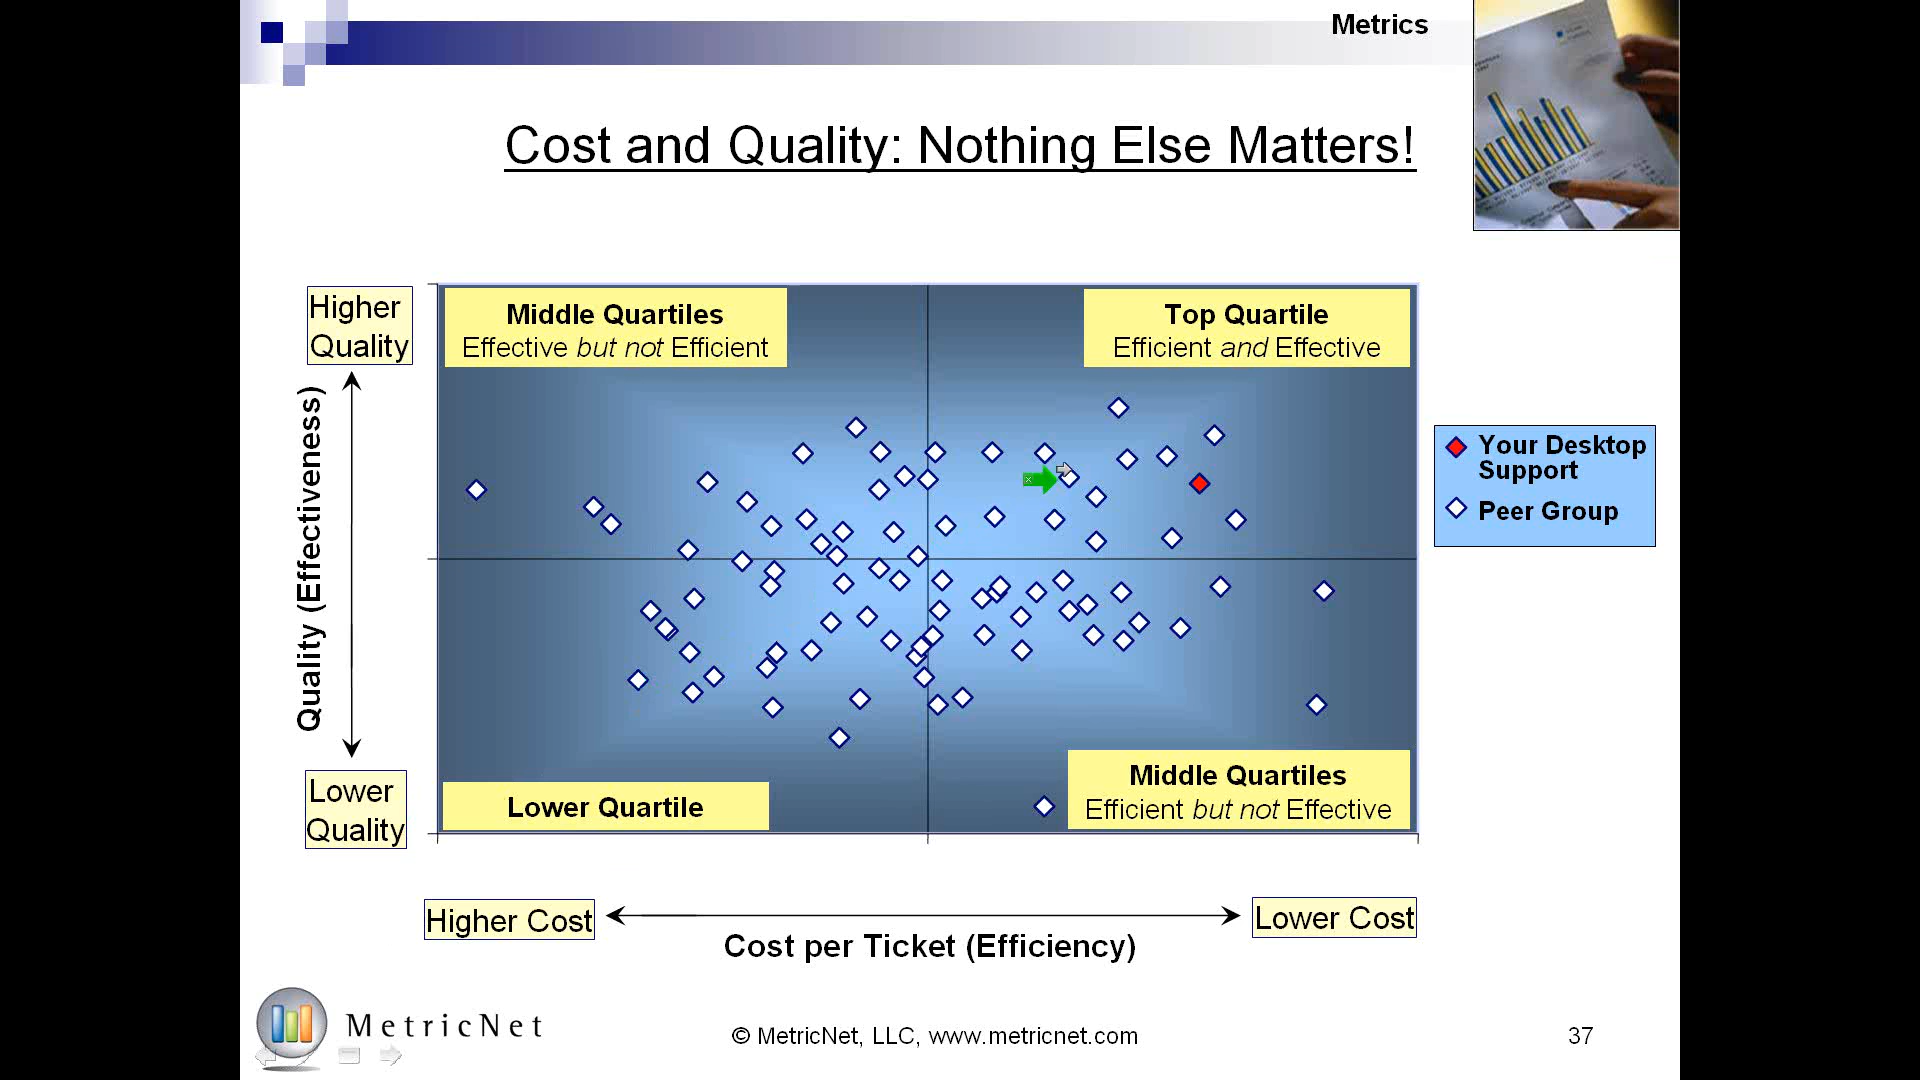 Metrics
Cost and Quality: Nothing Else Matters!
Higher
Quality
Middle Quartiles
Effective but not Efficient
Top Quartile
Efficient and Effective
Quality (Effectiveness)
Your Desktop
Support
Peer Group
Lower
Quality
Lower Quartile
Middle Quartiles
Efficient but not Effective
Higher Cost
Lower Cost
Cost per Ticket (Efficiency)
MetricNet
© MetricNet, LLC, www.metricnet.com
37